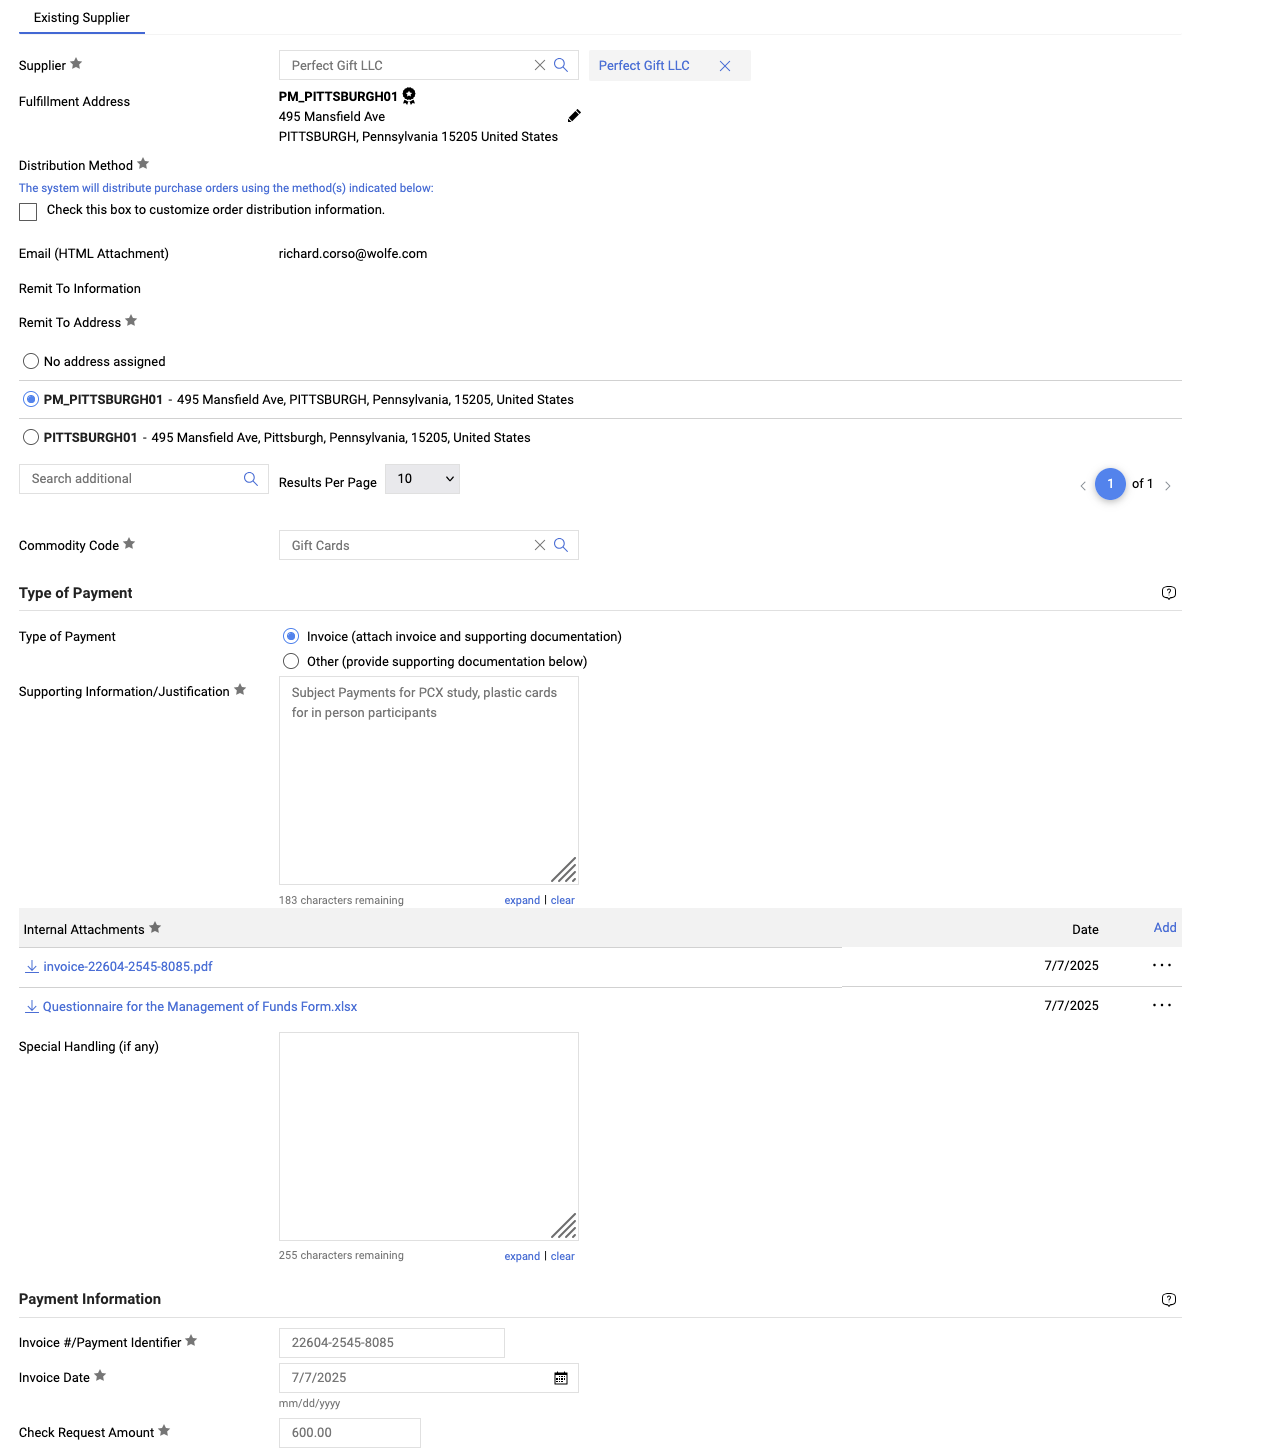 Existing Supplier
Supplier ★ Perfect Gift LLC Perfect Gift LLC
Fulfillment Address PM_PITTSBURGH01
495 Mansfield Ave
PITTSBURGH, Pennsylvania 15205 United States
Distribution Method ★
The system will distribute purchase orders using the method(s) indicated below:
Check this box to customize order distribution information.
Email (HTML Attachment) richard.corso@wolfe.com
Remit To Information
Remit To Address ★
No address assigned
PM_PITTSBURGH01 - 495 Mansfield Ave, PITTSBURGH, Pennsylvania, 15205, United States
PITTSBURGH01 - 495 Mansfield Ave, Pittsburgh, Pennsylvania, 15205, United States
Search additional Results Per Page 10 1 of 1
Commodity Code ★ Gift Cards
Type of Payment
Type of Payment Invoice (attach invoice and supporting documentation)
Other (provide supporting documentation below)
Supporting Information/Justification ★ Subject Payments for PCX study, plastic cards
for in person participants
183 characters remaining expand | clear
Internal Attachments ★ Date Add
invoice-22604-2545-8085.pdf 7/7/2025 ...
Questionnaire for the Management of Funds Form.xlsx 7/7/2025 ...
Special Handling (if any)
255 characters remaining expand | clear
Payment Information
Invoice #/Payment Identifier ★ 22604-2545-8085
Invoice Date ★ 7/7/2025
mm/dd/yyyy
Check Request Amount ★ 600.00